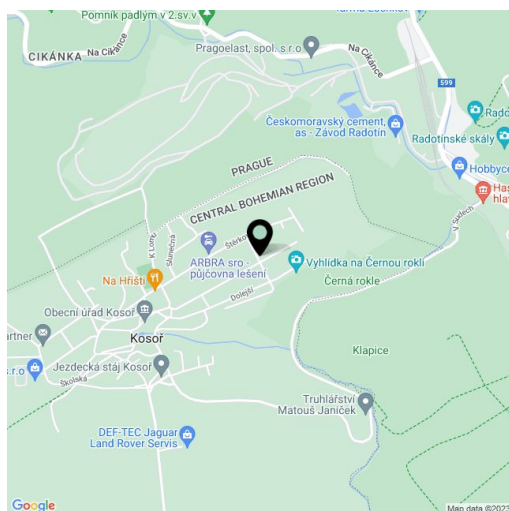 Pomník padlým v 2.sv.v
CIKÁNKA
Na Cikánce
Pragoelast, spol. s r.o.
Na Cikánce
599
Českomoravský cement,
as - Závod Radotín
Radotínské skály
PRAGUE
CENTRAL BOHEMIAN REGION
V Sudech
K Lomu
Slunečná
ARBRA sro -
půjčovna lešení
Vyhlídka na Černou rokli
Černá rokle
Na Hřišti
Dolejší
Obecní úřad Kosoř
Kosoř
Klapice
Jezdecká stáj Kosoř
Školská
Truhlářství
Matouš Janíček
DEF-TEC Jaguar
Land Rover Servis
Google
Map data ©2023